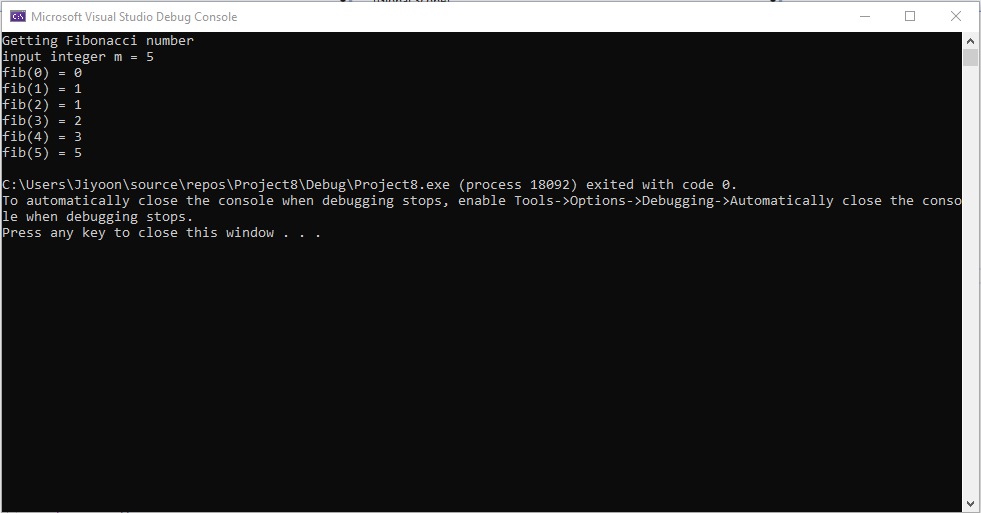 Microsoft Visual Studio Debug Console
Getting Fibonacci number
input integer m = 5
fib(0) = 0
fib(1) = 1
fib(2) = 1
fib(3) = 2
fib(4) = 3
fib(5) = 5
C:\Users\Jiyoon\source\repos\Project8\Debug\Project8.exe (process 18092) exited with code 0.
To automatically close the console when debugging stops, enable Tools->Options->Debugging->Automatically close the conso
le when debugging stops.
Press any key to close this window . . .